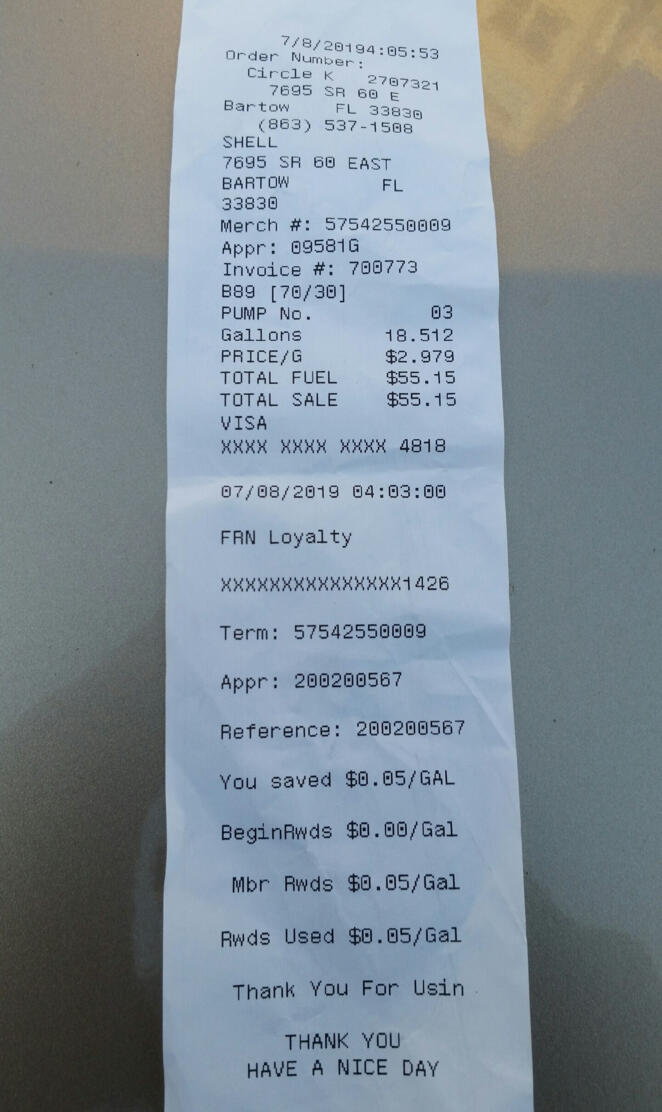 7/8/20194:05:53
Order Number:
Circle K 2707321
7695 SR 60 E
Bartow FL 33830
(863) 537-1508
SHELL
7695 SR 60 EAST
BARTOW FL
33830
Merch #: 57542550009
Appr: 09581G
Invoice #: 700773
B89 [70/30]
PUMP No. 03
Gallons 18.512
PRICE/G $2.979
TOTAL FUEL $55.15
TOTAL SALE $55.15
VISA
XXXX XXXX XXXX 4818
07/08/2019 04:03:00
FRN Loyalty
XXXXXXXXXXXXXXX1426
Term: 57542550009
Appr: 200200567
Reference: 200200567
You saved $0.05/GAL
BeginRwds $0.00/Gal
Mbr Rwds $0.05/Gal
Rwds Used $0.05/Gal
Thank You For Usin
THANK YOU
HAVE A NICE DAY